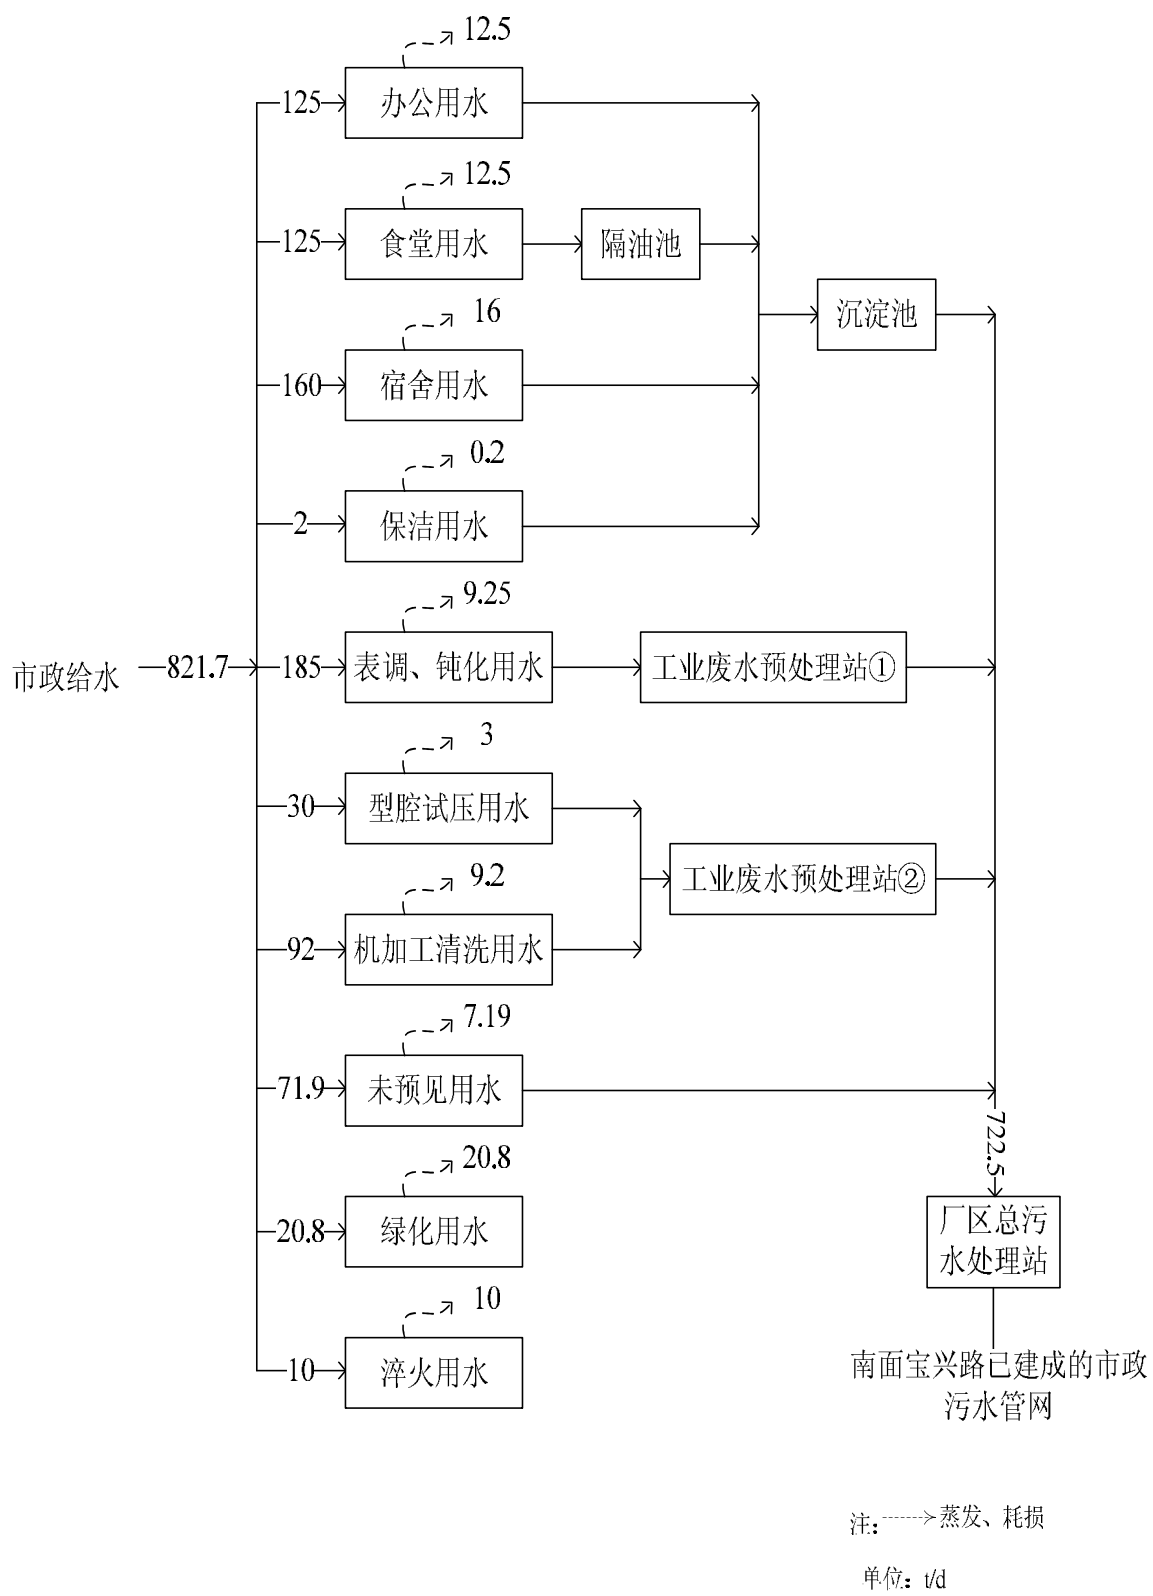 12.5
125
办公用水
12.5
125
食堂用水
隔油池
沉淀池
16
160
宿舍用水
0.2
2
保洁用水
9.25
市政给水
821.7
185
表调、钝化用水
工业废水预处理站①
3
30
型腔试压用水
工业废水预处理站②
9.2
92
机加工清洗用水
7.19
71.9
未预见用水
722.5
20.8
20.8
绿化用水
厂区总污
水处理站
10
10
淬火用水
南面宝兴路已建成的市政
污水管网
注：蒸发、耗损
单位：t/d